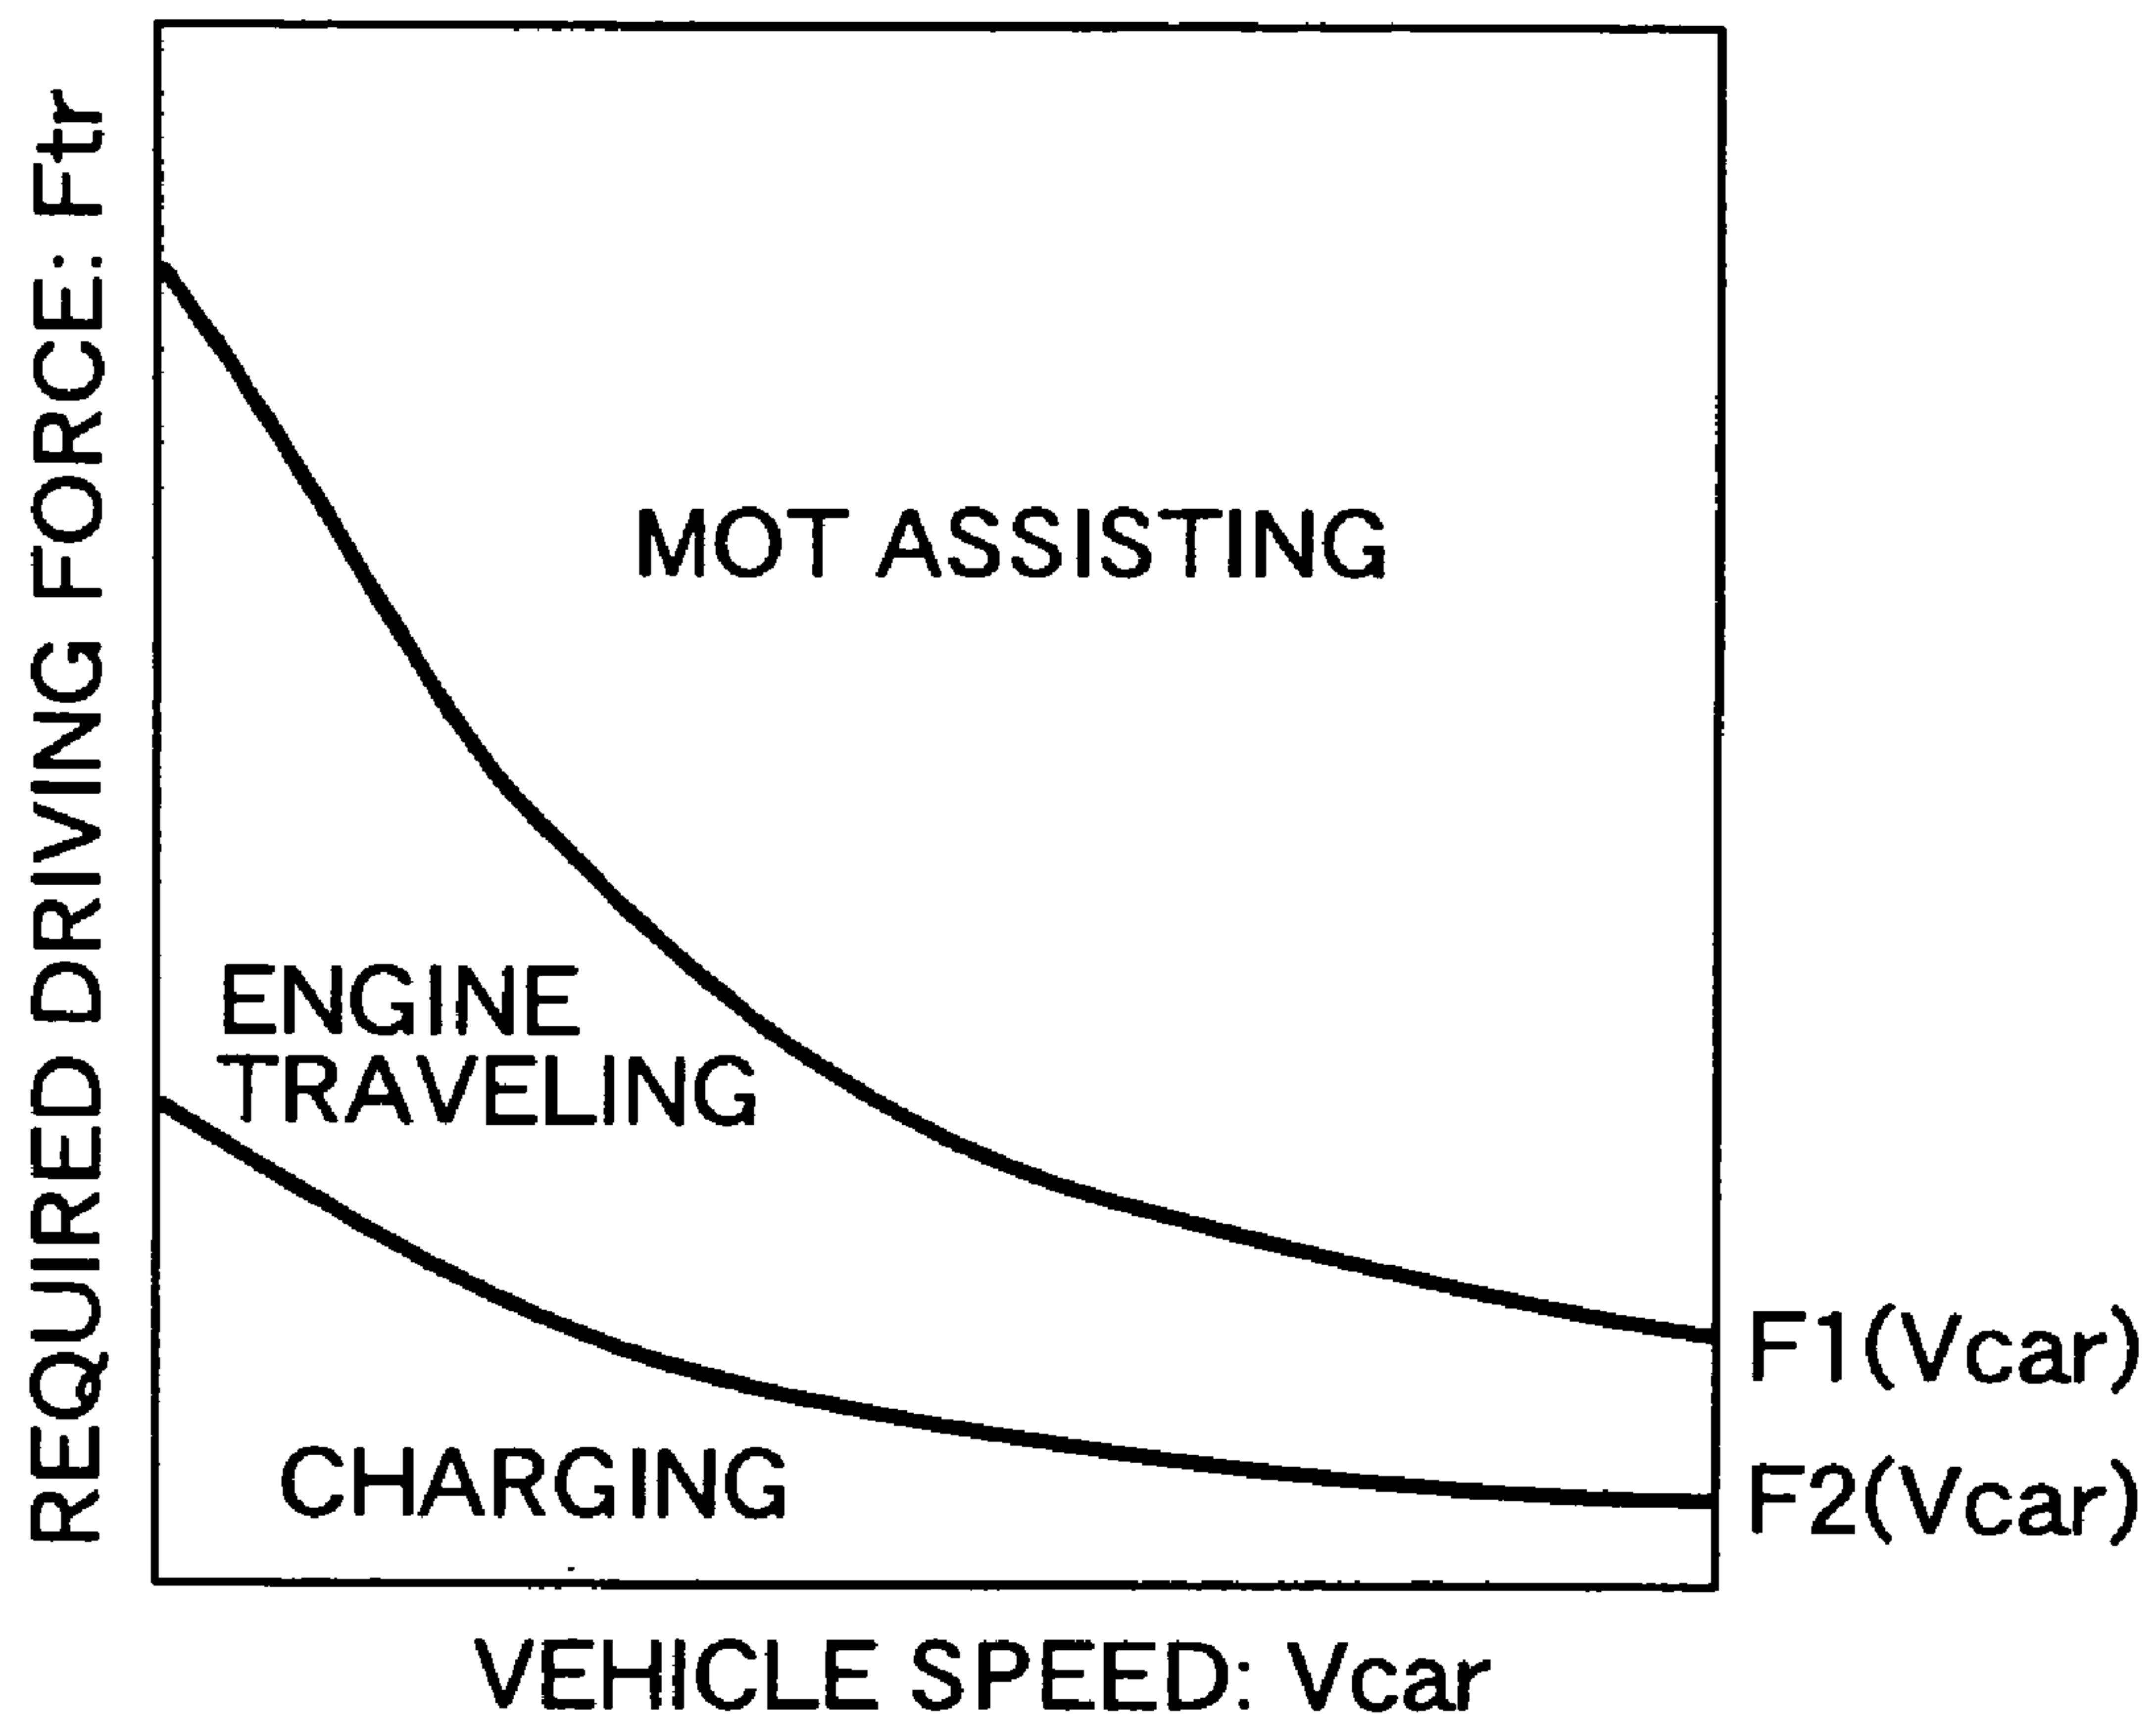 REQUIRED DRIVING FORCE: Ftr
MOT ASSISTING
ENGINE
TRAVELING
CHARGING
F1(Vcar)
F2(Vcar)
VEHICLE SPEED: Vcar